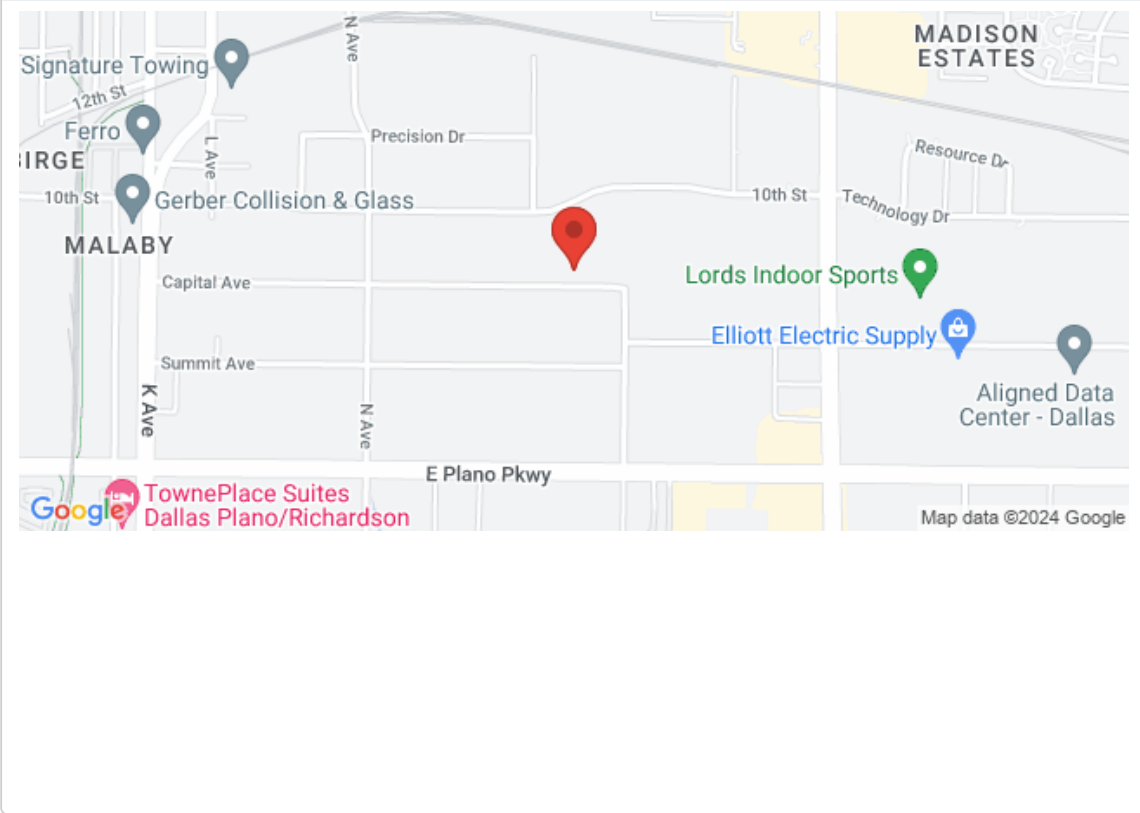 N Ave
MADISON
ESTATES
Signature Towing
12th St
Ferro
L Ave
Precision Dr
BIRGE
Resource Dr
10th St
Gerber Collision & Glass
10th St
Technology Dr
MALABY
Capital Ave
Lords Indoor Sports
Elliott Electric Supply
Summit Ave
K Ave
N Ave
Aligned Data
Center - Dallas
E Plano Pkwy
TownePlace Suites
Dallas Plano/Richardson
Google
Map data ©2024 Google